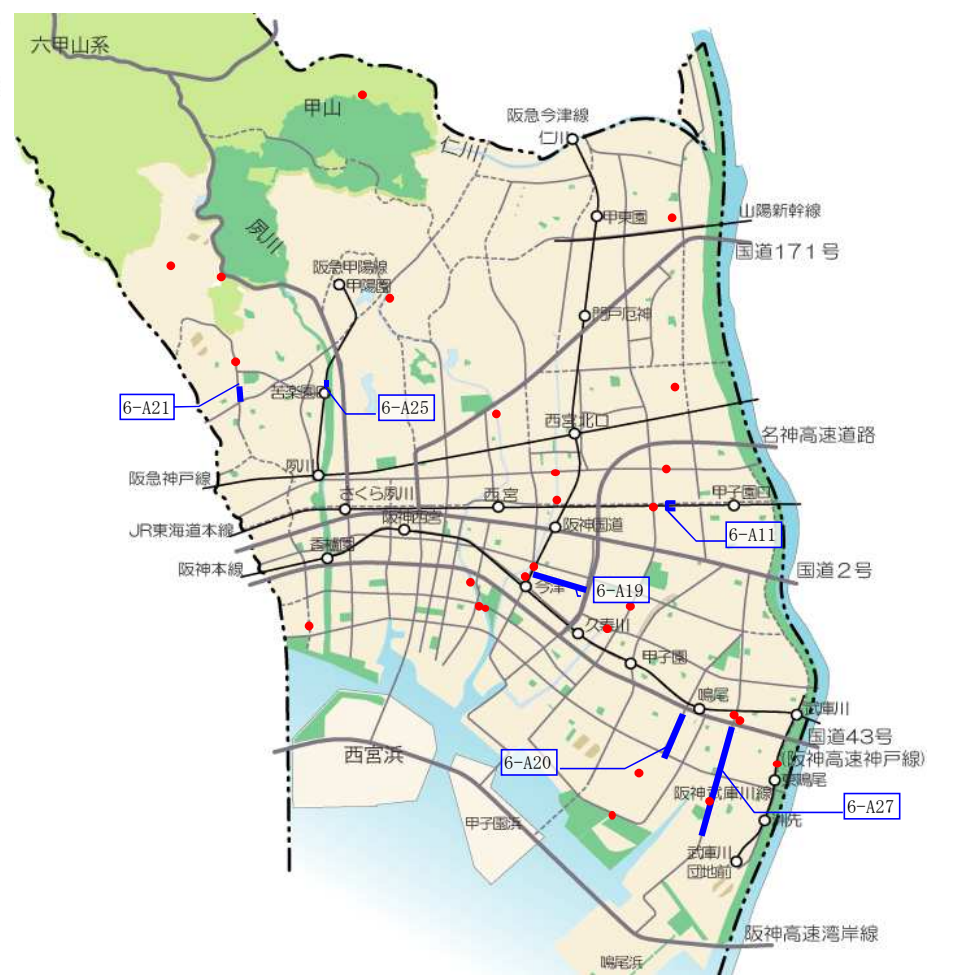 六甲山系
甲山
阪急今津線
仁川
仁川
甲東園
山陽新幹線
夙川
国道171号
阪急甲陽線
甲陽園
門戸厄神
6-A21
苦楽園口
6-A25
西宮北口
名神高速道路
夙川
阪急神戸線
さくら夙川
西宮
甲子園口
JR東海道本線
阪神西宮
阪神国道
6-A11
香櫨園
阪神本線
国道2号
今津
6-A19
久寿川
甲子園
鳴尾
武庫川
国道43号
(阪神高速神戸線)
西宮浜
6-A20
東鳴尾
阪神武庫川線
6-A27
甲子園浜
洲先
武庫川
団地前
阪神高速湾岸線
鳴尾浜